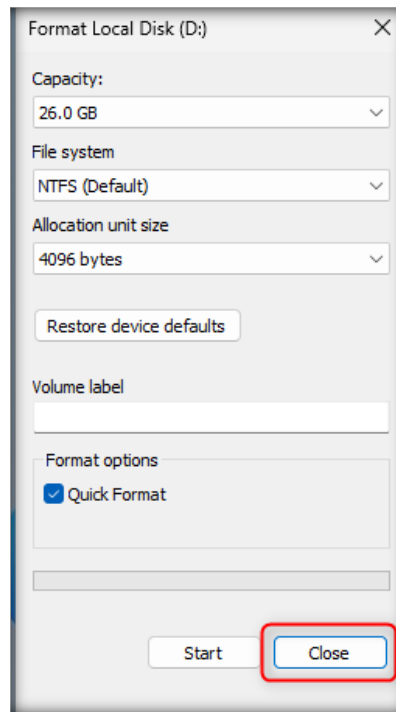 Format Local Disk (D:)
Capacity:
26.0 GB
File system
NTFS (Default)
Allocation unit size
4096 bytes
Restore device defaults
Volume label
Format options
Quick Format
Start
Close